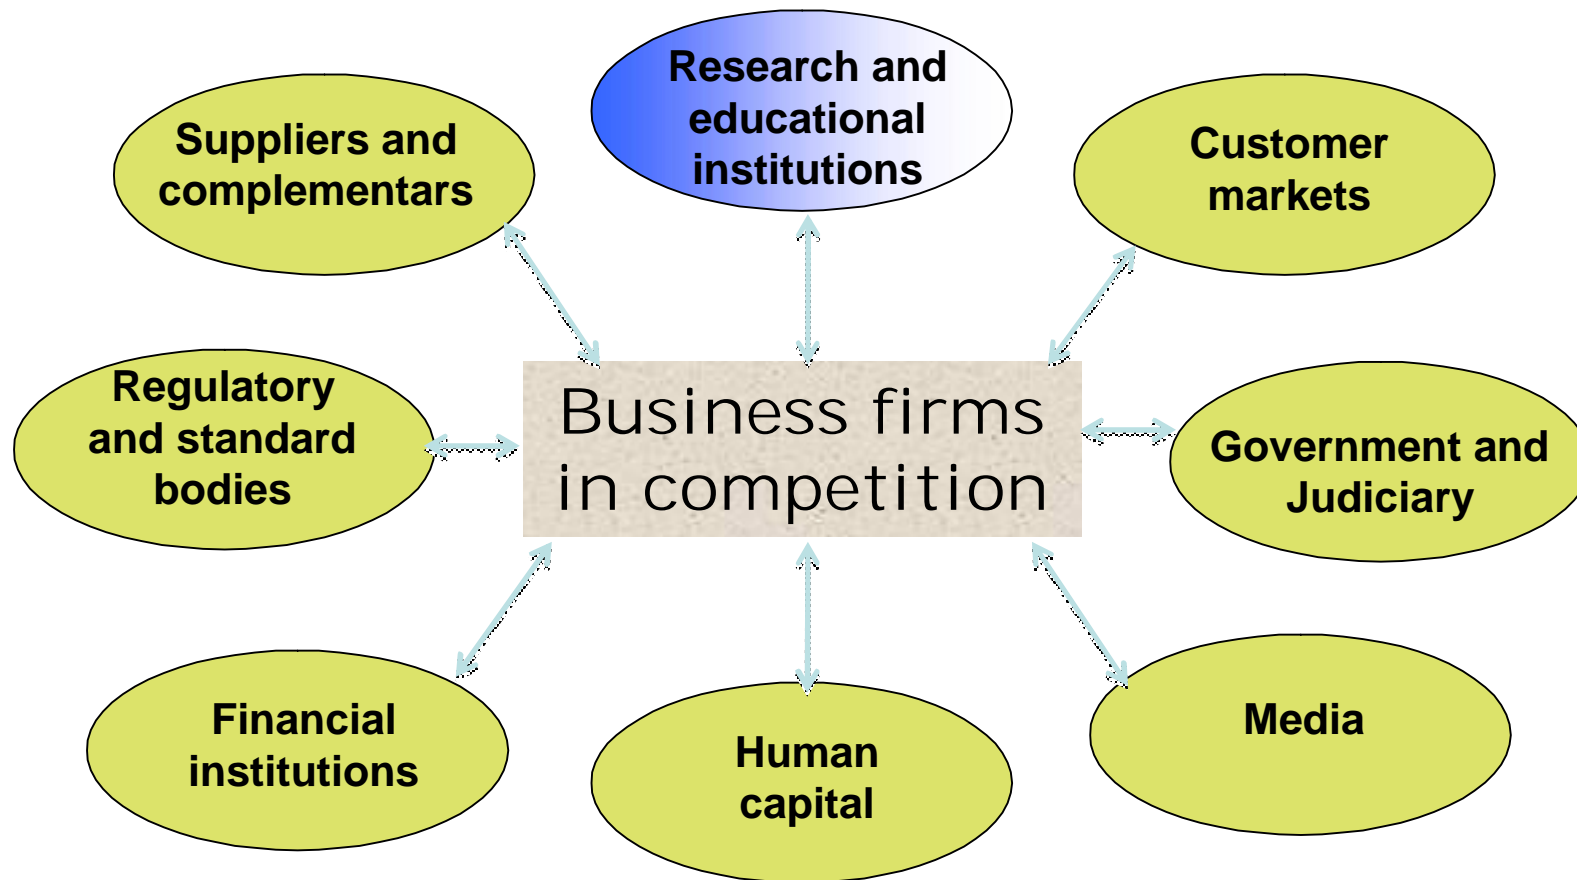 Research and
educational
institutions
Suppliers and
complementars
Customer
markets
Regulatory
and standard
bodies
Business firms
in competition
Government and
Judiciary
Financial
institutions
Human
capital
Media